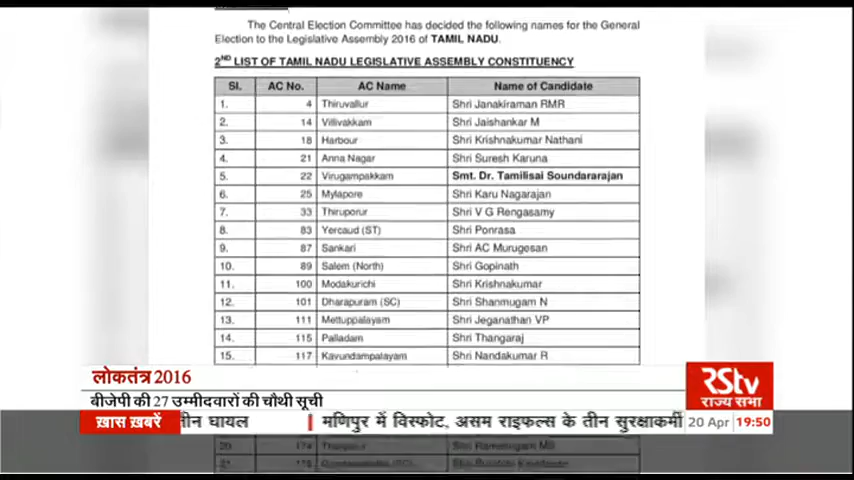 The Central Election Committee has decided the following names for the General
Election to the Legislative Assembly 2016 of TAMIL NADU.
2ND LIST OF TAMIL NADU LEGISLATIVE ASSEMBLY CONSTITUENCY
Sl. AC No. AC Name Name of Candidate
1. 4 Thiruvallur Shri Janakiraman RMR
2. 14 Villivakkam Shri Jaishankar M
3. 18 Harbour Shri Krishnakumar Nathani
4. 21 Anna Nagar Shri Suresh Karuna
5. 22 Virugampakkam Smt. Dr. Tamilisai Soundararajan
6. 25 Mylapore Shri Karu Nagarajan
7. 33 Thiruporur Shri V G Rengasamy
8. 83 Yercaud (ST) Shri Ponrasa
9. 87 Sankari Shri AC Murugesan
10. 89 Salem (North) Shri Gopinath
11. 100 Modakurichi Shri Krishnakumar
12. 101 Dharapuram (SC) Shri Shanmugam N
13. 111 Mettuppalayam Shri Jeganathan VP
14. 115 Palladam Shri Thangaraj
15. 117 Kavundampalayam Shri Nandakumar R
लोकतंत्र 2016
RSTV
राज्य सभा
बीजेपी की 27 उम्मीदवारों की चौथी सूची
ख़ास ख़बरें तीन घायल | मणिपुर में विस्फोट, असम राइफल्स के तीन सुरक्षाकर्मी 20 Apr 19:50
20 174
21